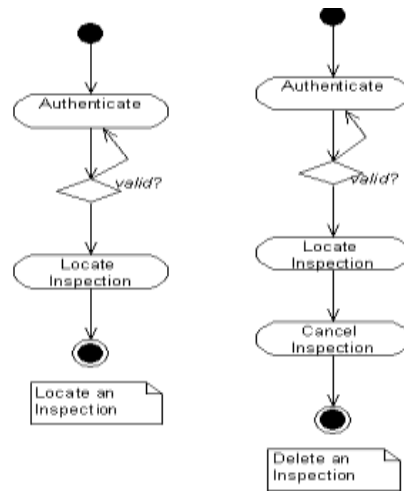 Authenticate
valid?
Locate
Inspection
Locate an
Inspection
Authenticate
valid?
Locate
Inspection
Cancel
Inspection
Delete an
Inspection